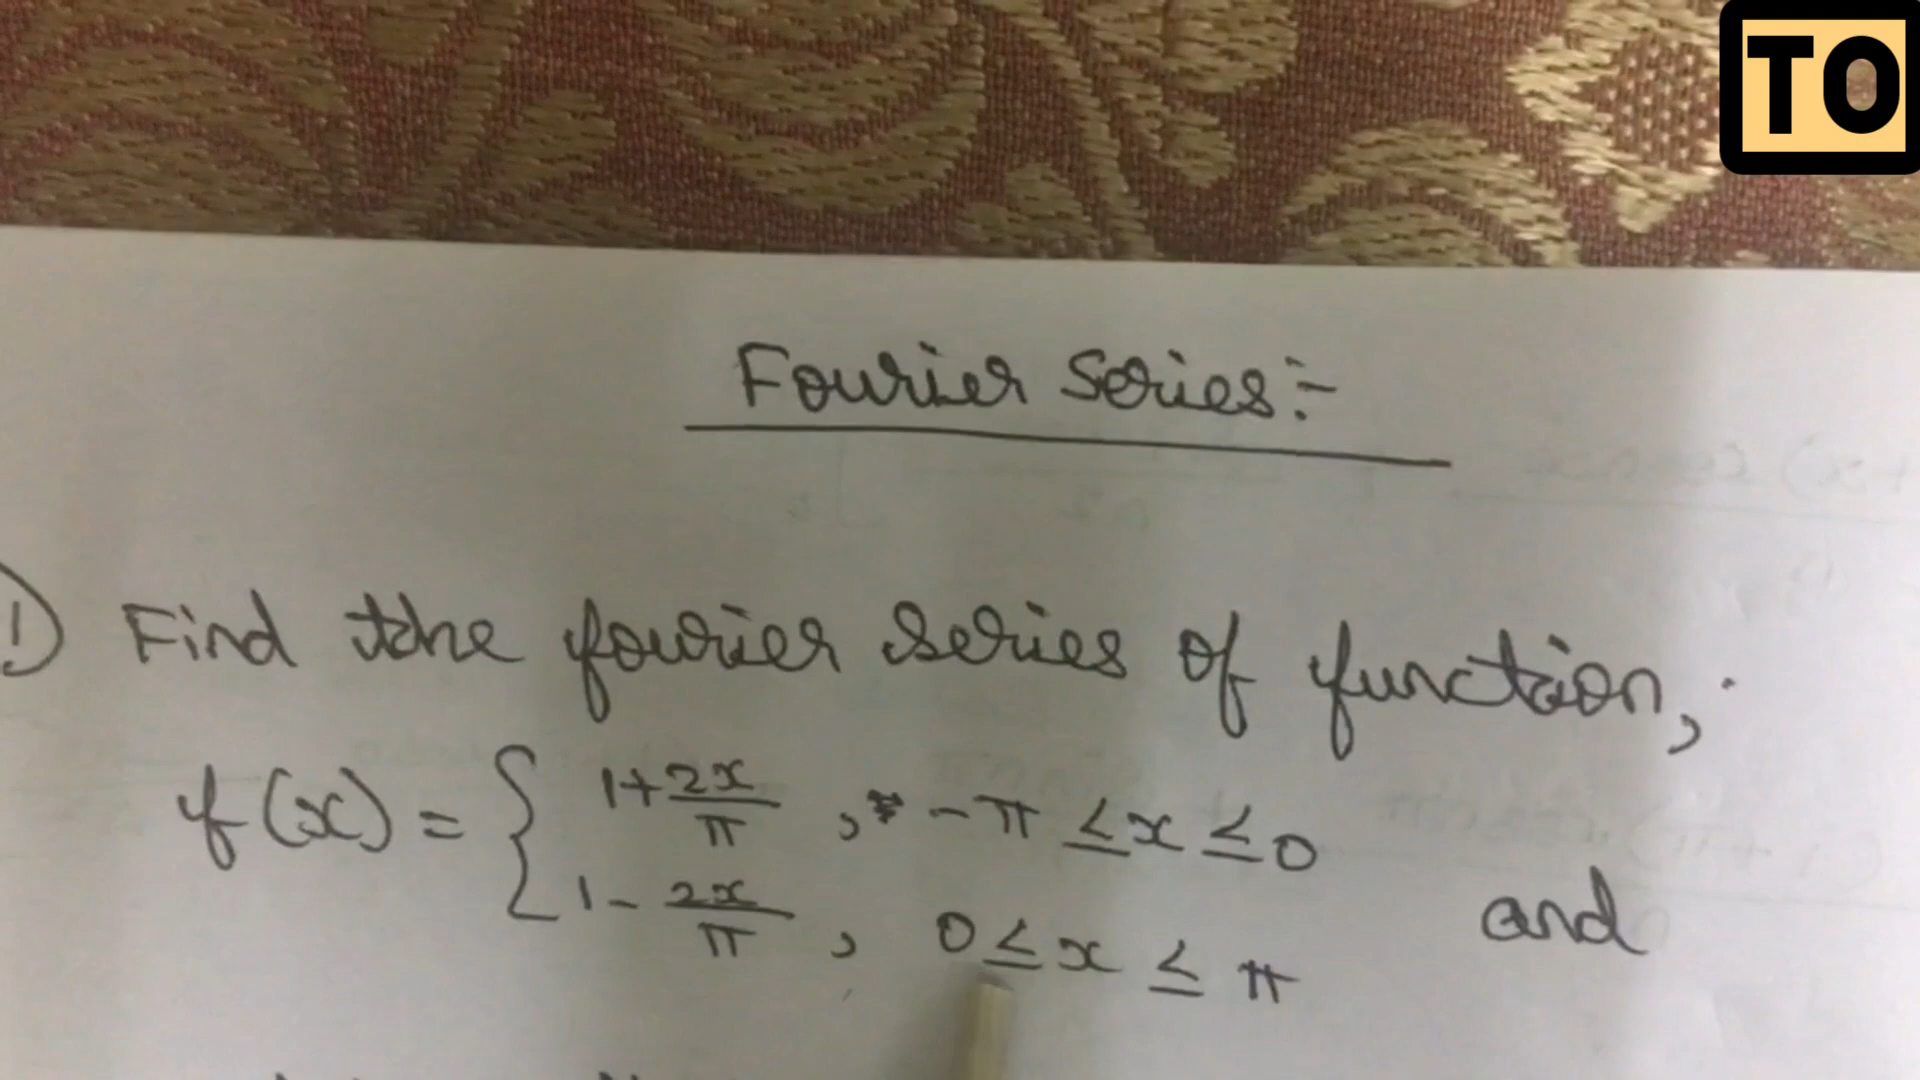 TO
Fourier Series:-
1) Find the fourier series of function,
f(x) = { 1+2x/π , -π ≤ x ≤ 0
1-2x/π , 0 ≤ x ≤ π and